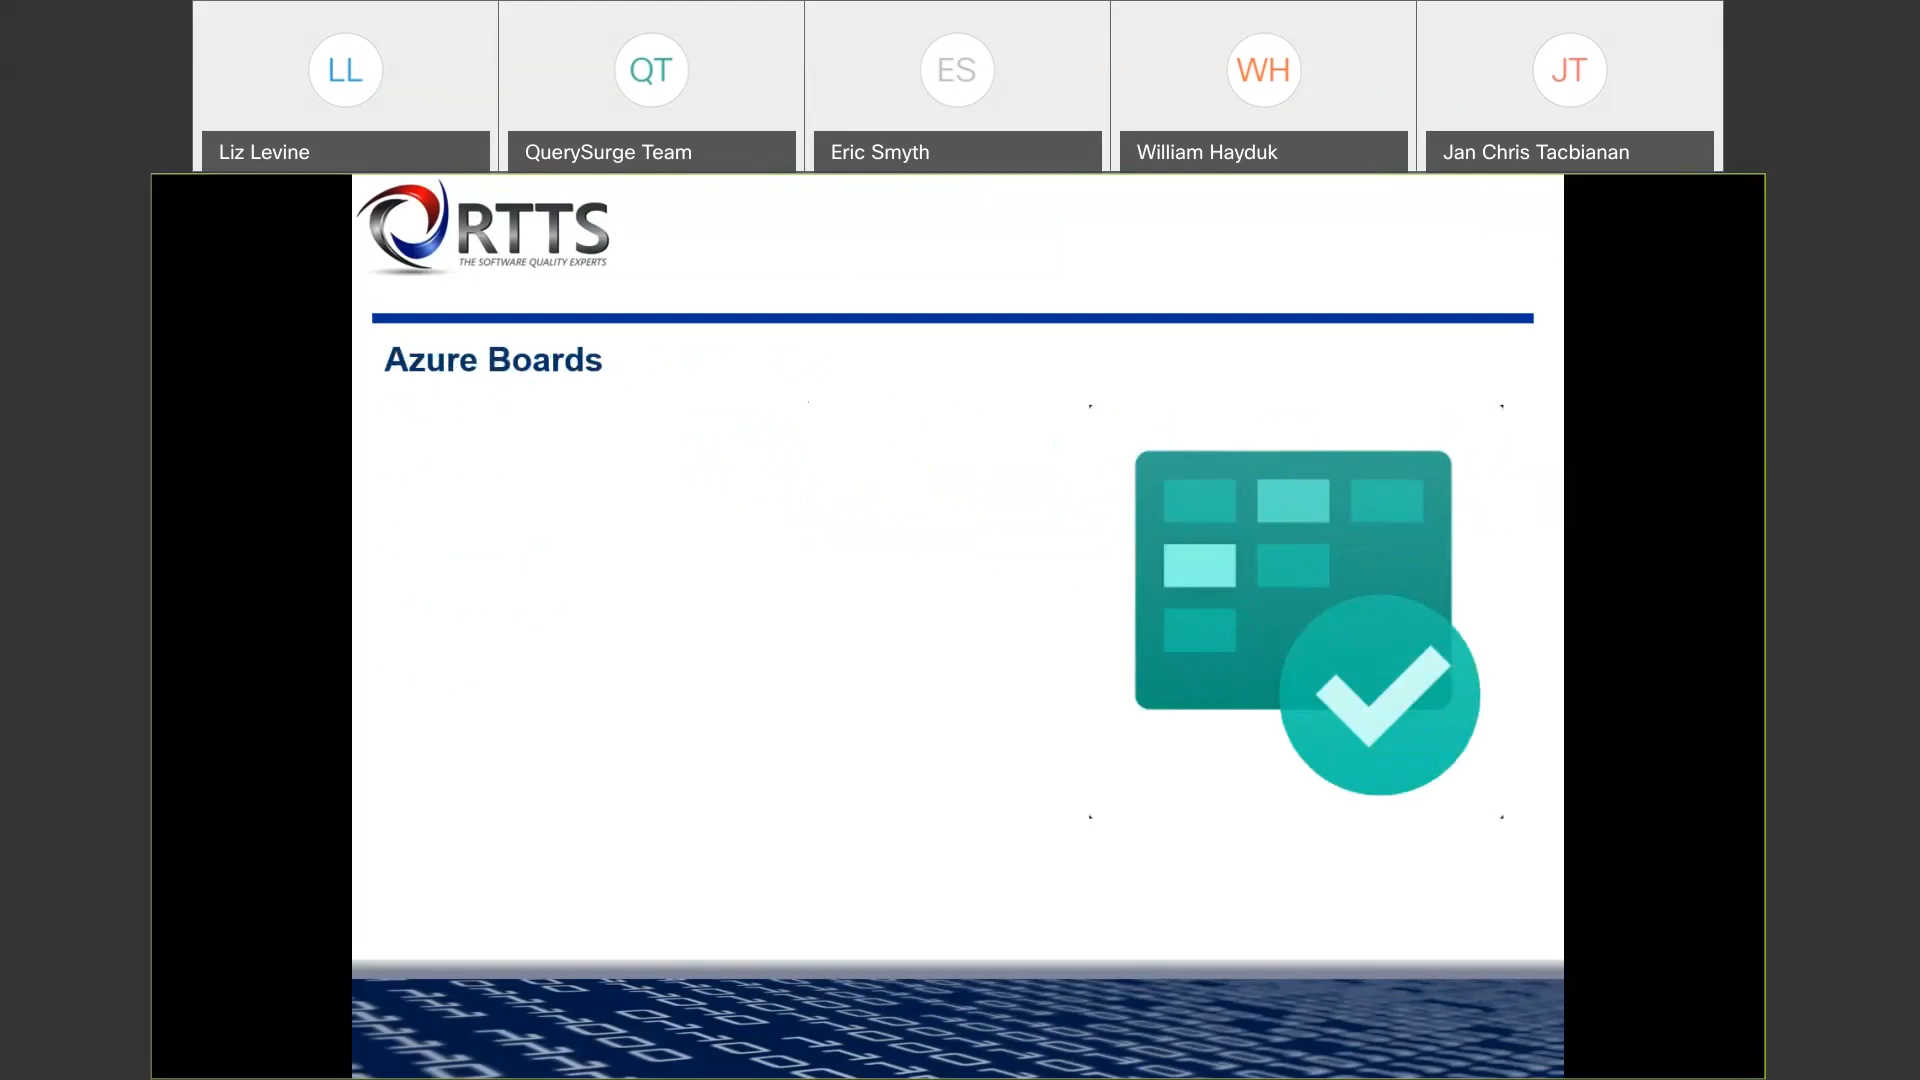 LL
QT
ES
WH
JT
Liz Levine
QuerySurge Team
Eric Smyth
William Hayduk
Jan Chris Tacbianan
RTTS
THE SOFTWARE QUALITY EXPERTS
Azure Boards